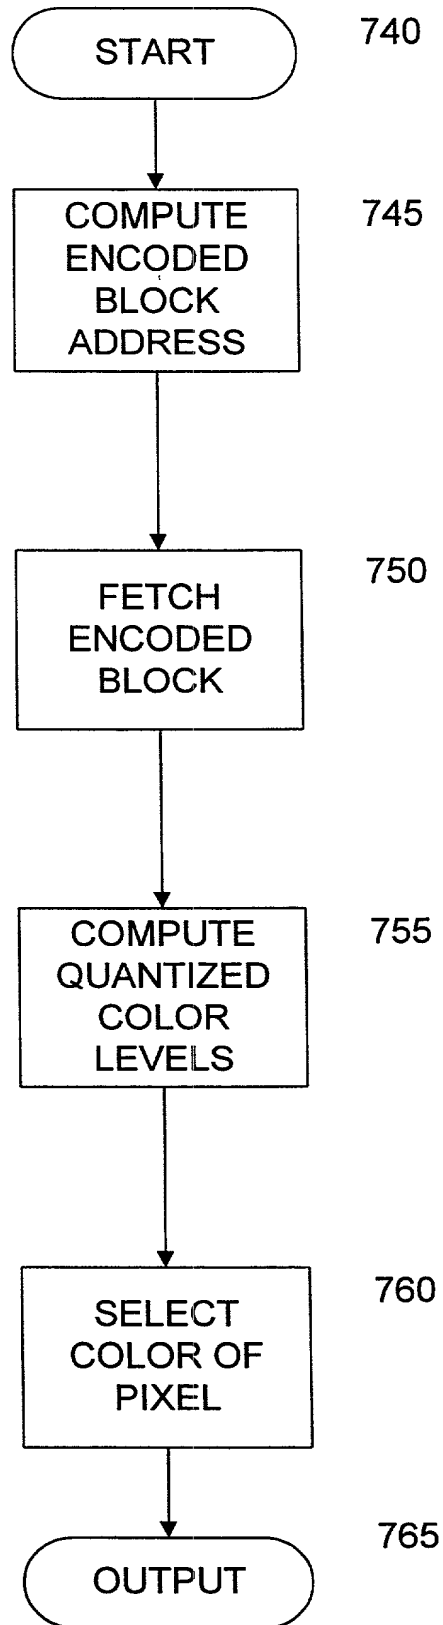 START
740
COMPUTE
ENCODED
BLOCK
ADDRESS
745
FETCH
ENCODED
BLOCK
750
COMPUTE
QUANTIZED
COLOR
LEVELS
755
SELECT
COLOR OF
PIXEL
760
OUTPUT
765